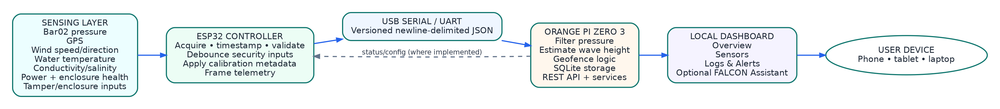 SENSING LAYER
Bar02 pressure
GPS
Wind speed/direction
Water temperature
Conductivity/salinity
Power + enclosure health
Tamper/enclosure inputs
ESP32 CONTROLLER
Acquire • timestamp • validate
Debounce security inputs
Apply calibration metadata
Frame telemetry
USB SERIAL / UART
Versioned newline-delimited JSON
status/config (where implemented)
ORANGE PI ZERO 3
Filter pressure
Estimate wave height
Geofence logic
SQLite storage
REST API + services
LOCAL DASHBOARD
Overview
Sensors
Logs & Alerts
Optional FALCON Assistant
USER DEVICE
Phone • tablet • laptop